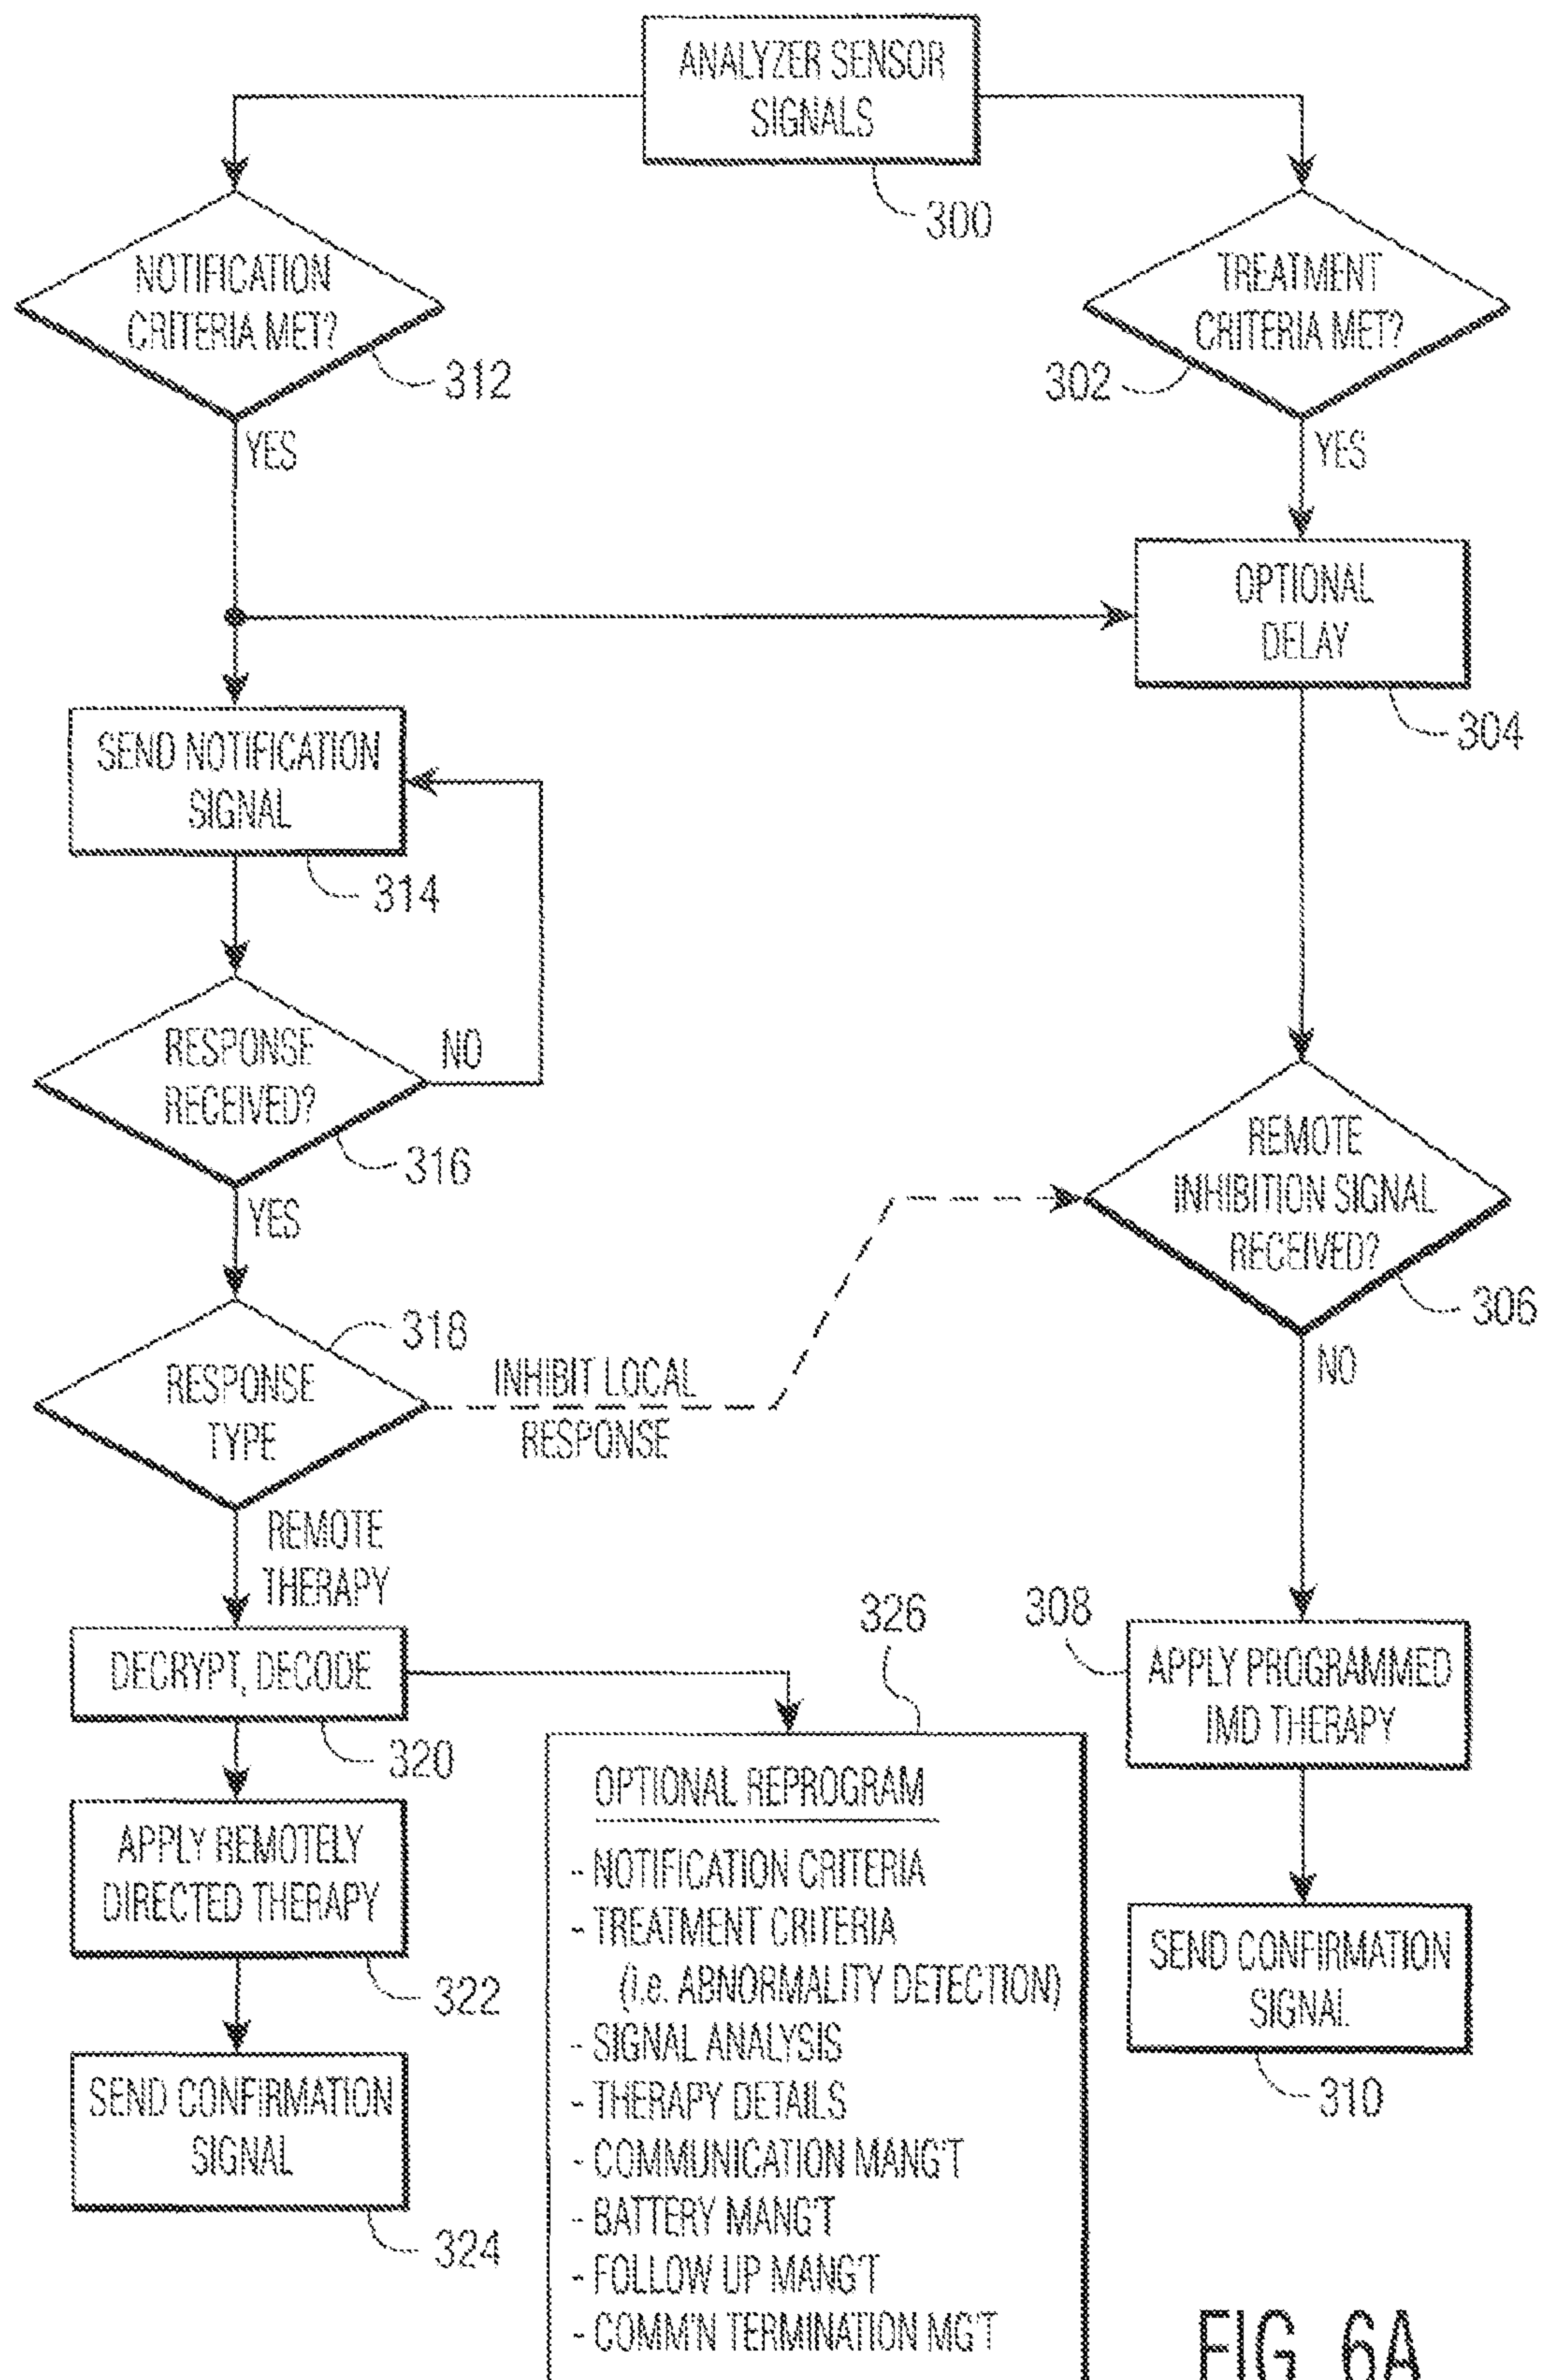 ANALYZER SENSOR
SIGNALS
300
NOTIFICATION
CRITERIA MET?
312
YES
TREATMENT
CRITERIA MET?
302
YES
OPTIONAL
DELAY
304
SEND NOTIFICATION
SIGNAL
314
RESPONSE
RECEIVED?
NO
316
YES
REMOTE
INHIBITION SIGNAL
RECEIVED?
306
NO
318
RESPONSE
TYPE
INHIBIT LOCAL
RESPONSE
REMOTE
THERAPY
DECRYPT, DECODE
320
326
308
APPLY PROGRAMMED
IMD THERAPY
APPLY REMOTELY
DIRECTED THERAPY
322
SEND CONFIRMATION
SIGNAL
324
OPTIONAL REPROGRAM
- NOTIFICATION CRITERIA
- TREATMENT CRITERIA
(i.e. ABNORMALITY DETECTION)
- SIGNAL ANALYSIS
- THERAPY DETAILS
- COMMUNICATION MANG'T
- BATTERY MANG'T
- FOLLOW UP MANG'T
- COMM'N TERMINATION MG'T
SEND CONFIRMATION
SIGNAL
310
FIG. 6A